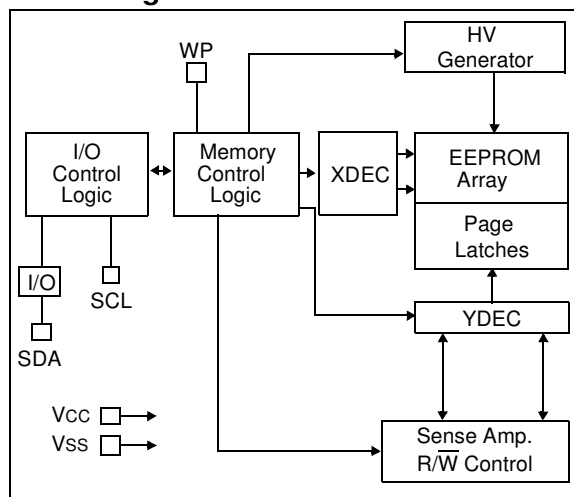 WP
HV
Generator
I/O
Control
Logic
Memory
Control
Logic
XDEC
EEPROM
Array
Page
Latches
I/O
SCL
SDA
YDEC
VCC
VSS
Sense Amp.
R/W̅ Control